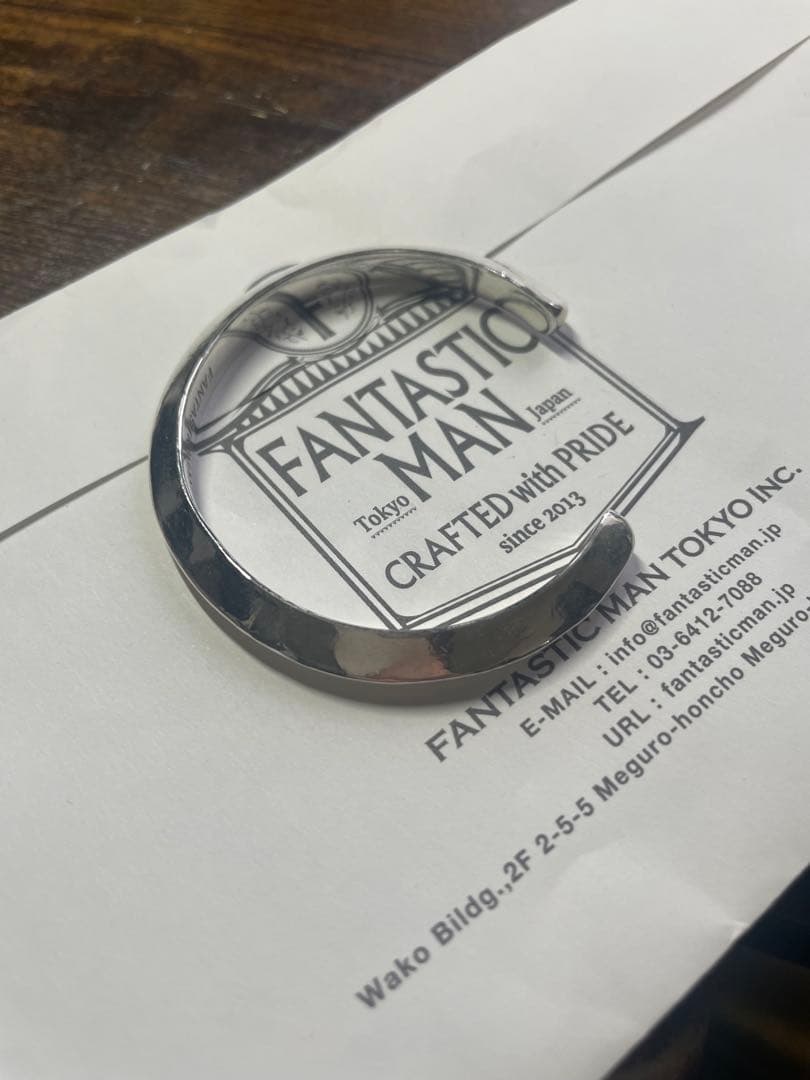 FANTASTIC
MAN
Tokyo
Japan
CRAFTED with PRIDE
since 2013
FANTASTIC MAN TOKYO INC.
E-MAIL : info@fantasticman.jp
TEL : 03-6412-7088
URL : fantasticman.jp
Wako Bildg.,2F 2-5-5 Meguro-honcho